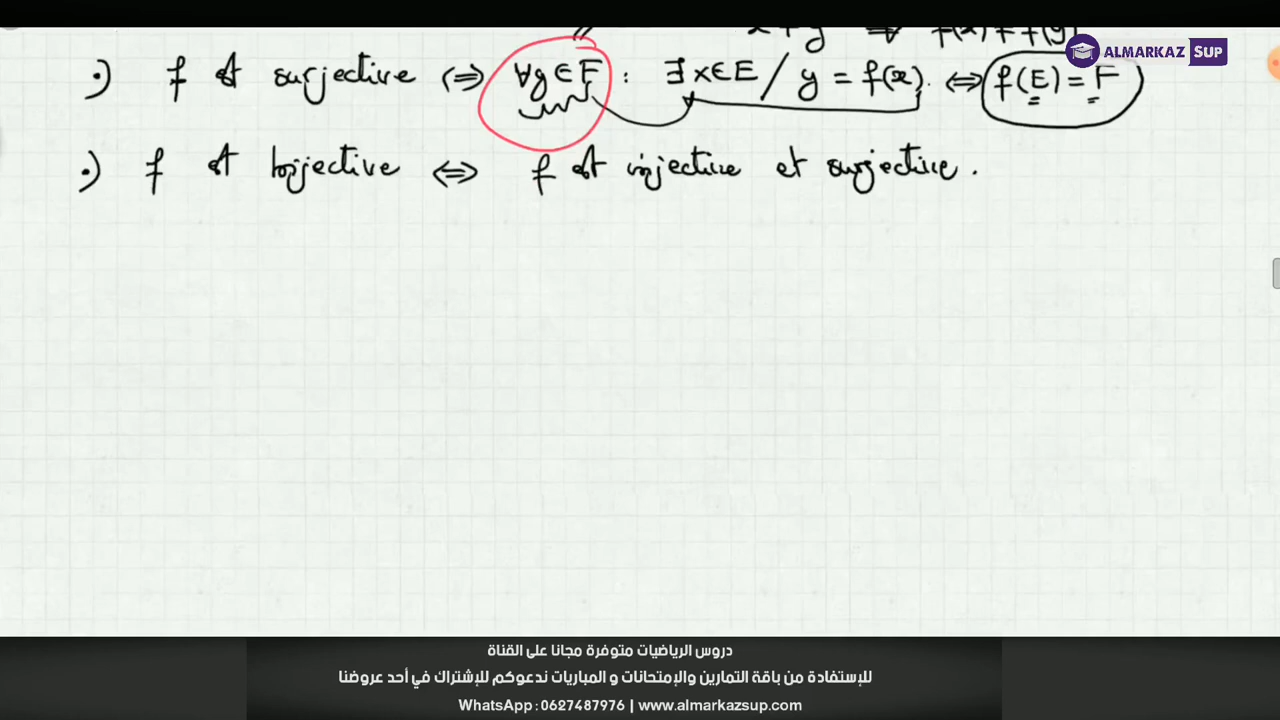 x ≠ y ⇒ f(x) ≠ f(y)
ALMARKAZ SUP
•) f est surjective ⇔ ∀y ∈ F : ∃ x ∈ E / y = f(x). ⇔ f(E) = F
•) f est bijective ⇔ f est injective et surjective.
دروس الرياضيات متوفرة مجانا على القناة
للإستفادة من باقة التمارين والإمتحانات و المباريات ندعوكم للإشتراك في أحد عروضنا
WhatsApp : 0627487976 | www.almarkazsup.com